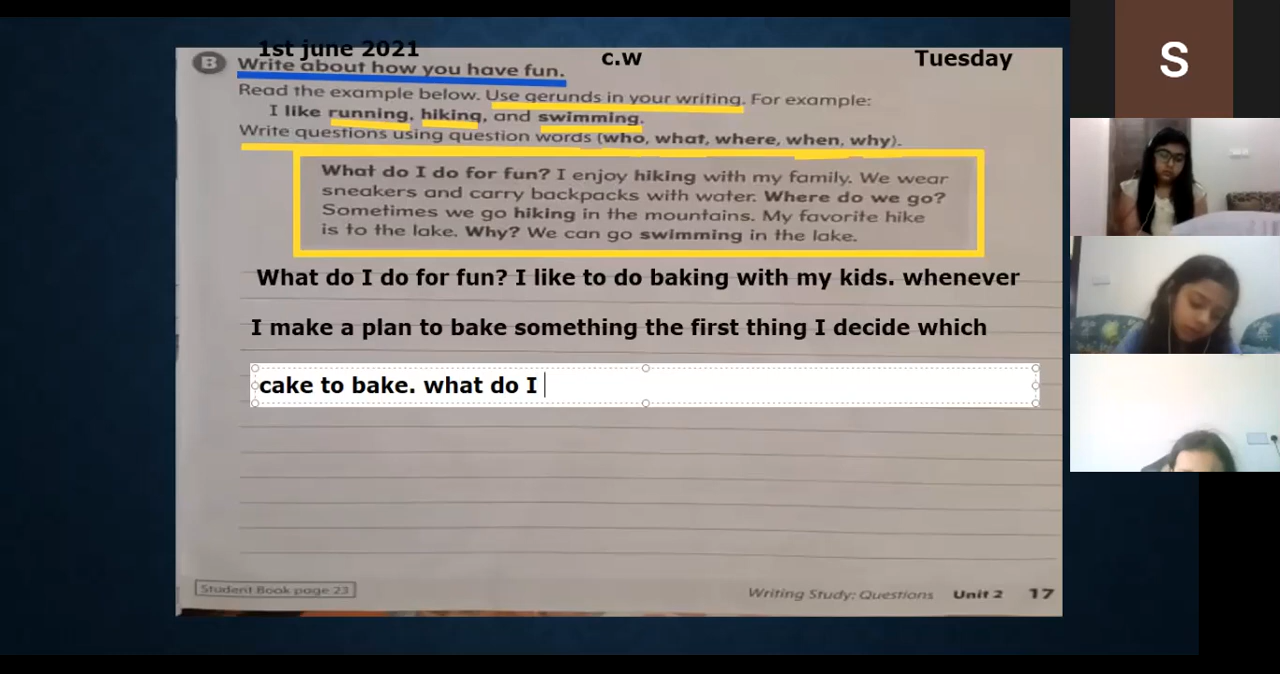 1st june 2021
c.w
Tuesday
B Write about how you have fun.
Read the example below. Use gerunds in your writing. For example:
I like running, hiking, and swimming.
Write questions using question words (who, what, where, when, why).
What do I do for fun? I enjoy hiking with my family. We wear
sneakers and carry backpacks with water. Where do we go?
Sometimes we go hiking in the mountains. My favorite hike
is to the lake. Why? We can go swimming in the lake.
What do I do for fun? I like to do baking with my kids. whenever
I make a plan to bake something the first thing I decide which
cake to bake. what do I
Student Book page 23
Writing Study: Questions Unit 2 17
S